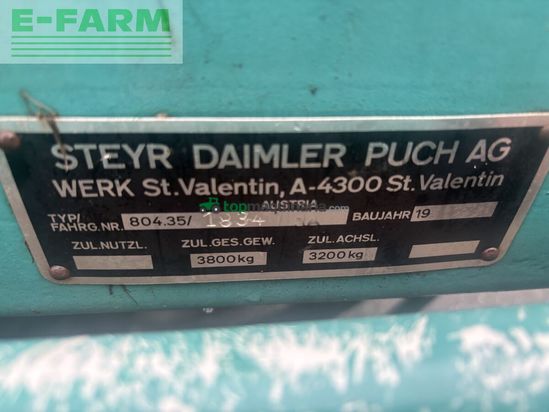 E-FARM
STEYR DAIMLER PUCH AG
WERK St.Valentin, A-4300 St.Valentin
AUSTRIA
TYP/
FAHRG.NR. 804.35/ 1834 BAUJAHR 19
ZUL.NUTZL. ZUL.GES.GEW. ZUL.ACHSL.
3800kg 3200kg